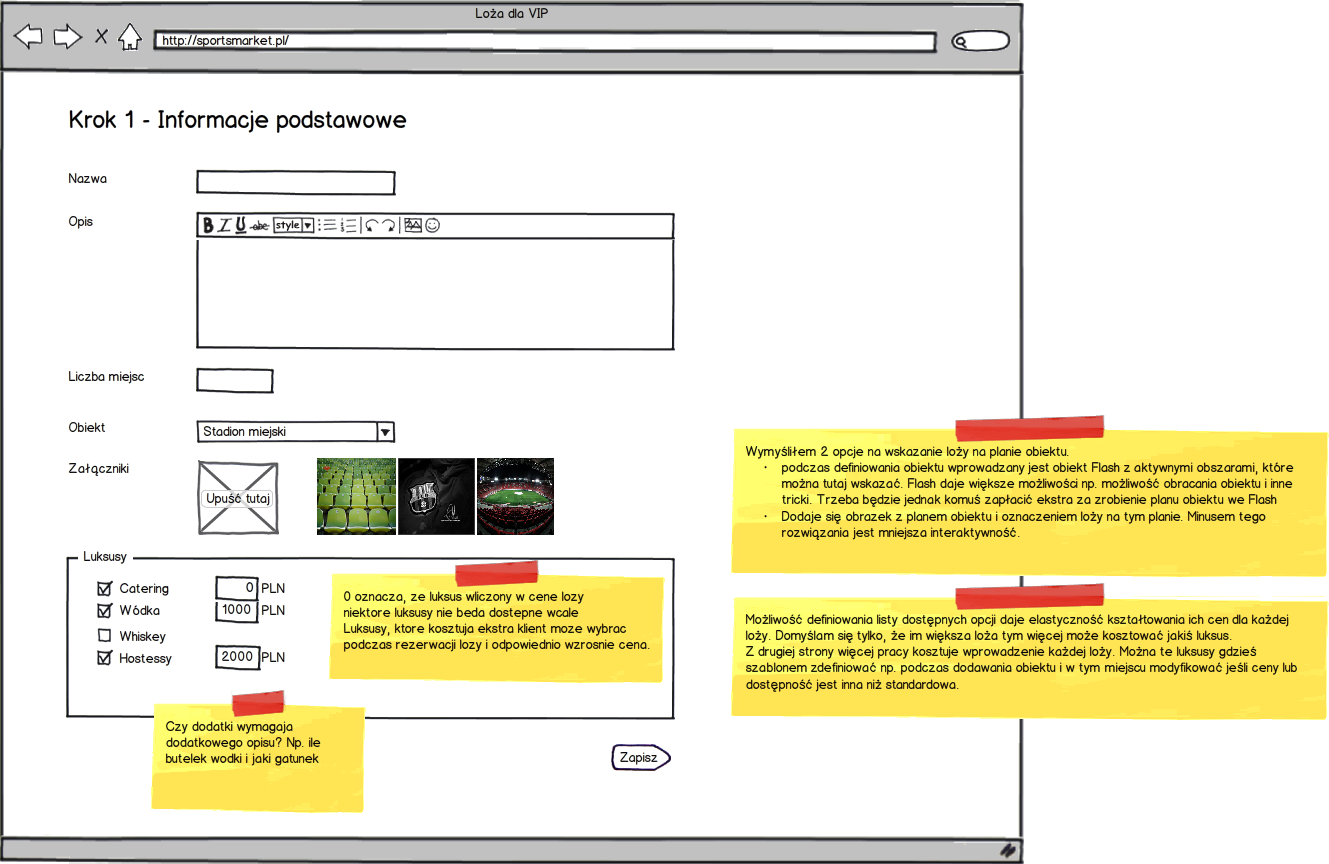 Loża dla VIP
http://sportsmarket.pl/
Krok 1 - Informacje podstawowe
Nazwa
Opis
B I U abc style
Liczba miejsc
Obiekt
Stadion miejski
Załączniki
Upuść tutaj
Luksusy
Catering 0 PLN
Wódka 1000 PLN
Whiskey
Hostessy 2000 PLN
0 oznacza, ze luksus wliczony w cene lozy
niektore luksusy nie beda dostepne wcale
Luksusy, ktore kosztuja ekstra klient moze wybrac
podczas rezerwacji lozy i odpowiednio wzrosnie cena.
Czy dodatki wymagaja
dodatkowego opisu? Np. ile
butelek wodki i jaki gatunek
Zapisz
Wymyśliłem 2 opcje na wskazanie loży na planie obiektu.
• podczas definiowania obiektu wprowadzany jest obiekt Flash z aktywnymi obszarami, które
można tutaj wskazać. Flash daje większe możliwości np. możliwość obracania obiektu i inne
tricki. Trzeba będzie jednak komuś zapłacić ekstra za zrobienie planu obiektu we Flash
• Dodaje się obrazek z planem obiektu i oznaczeniem loży na tym planie. Minusem tego
rozwiązania jest mniejsza interaktywność.
Możliwość definiowania listy dostępnych opcji daje elastyczność kształtowania ich cen dla każdej
loży. Domyślam się tylko, że im większa loża tym więcej może kosztować jakiś luksus.
Z drugiej strony więcej pracy kosztuje wprowadzenie każdej loży. Można te luksusy gdzieś
szablonem zdefiniować np. podczas dodawania obiektu i w tym miejscu modyfikować jeśli ceny lub
dostępność jest inna niż standardowa.